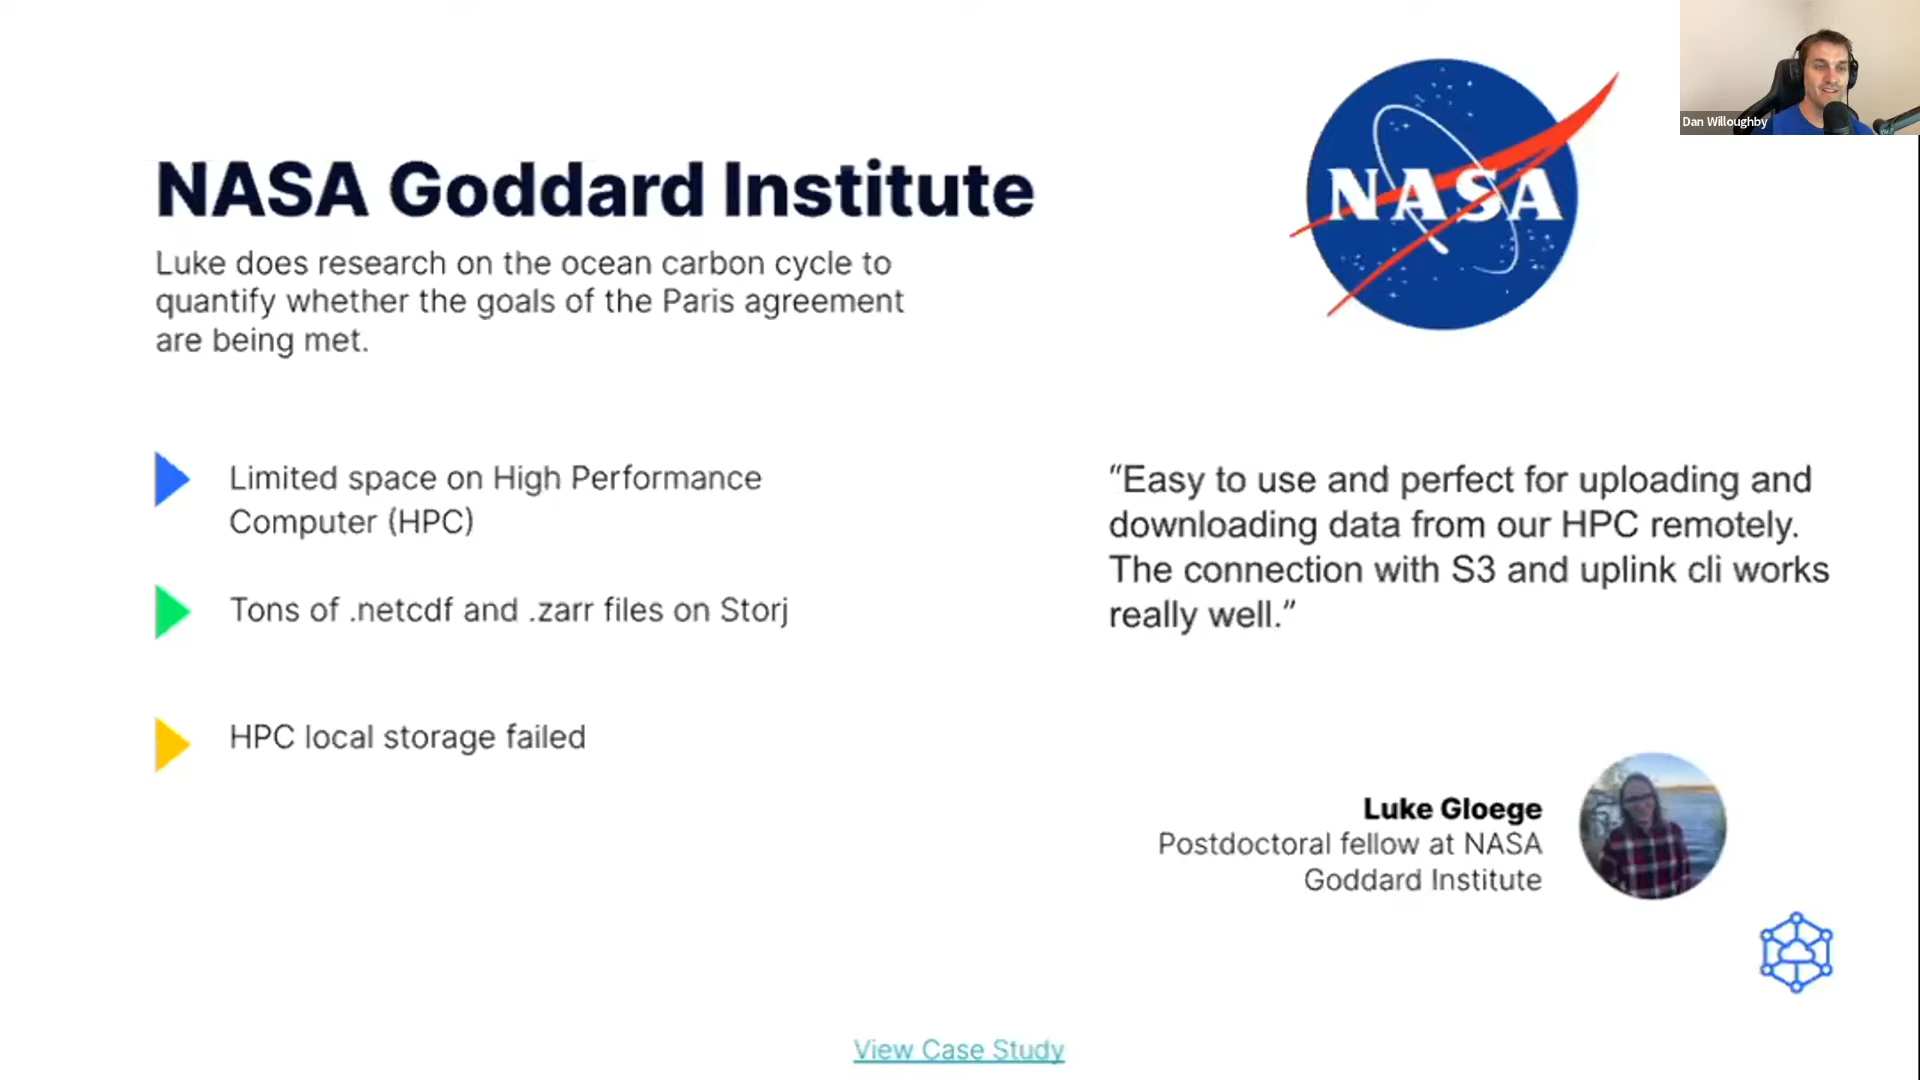 Dan Willoughby
NASA
NASA Goddard Institute
Luke does research on the ocean carbon cycle to
quantify whether the goals of the Paris agreement
are being met.
Limited space on High Performance
Computer (HPC)
Tons of .netcdf and .zarr files on Storj
HPC local storage failed
“Easy to use and perfect for uploading and
downloading data from our HPC remotely.
The connection with S3 and uplink cli works
really well.”
Luke Gloege
Postdoctoral fellow at NASA
Goddard Institute
View Case Study